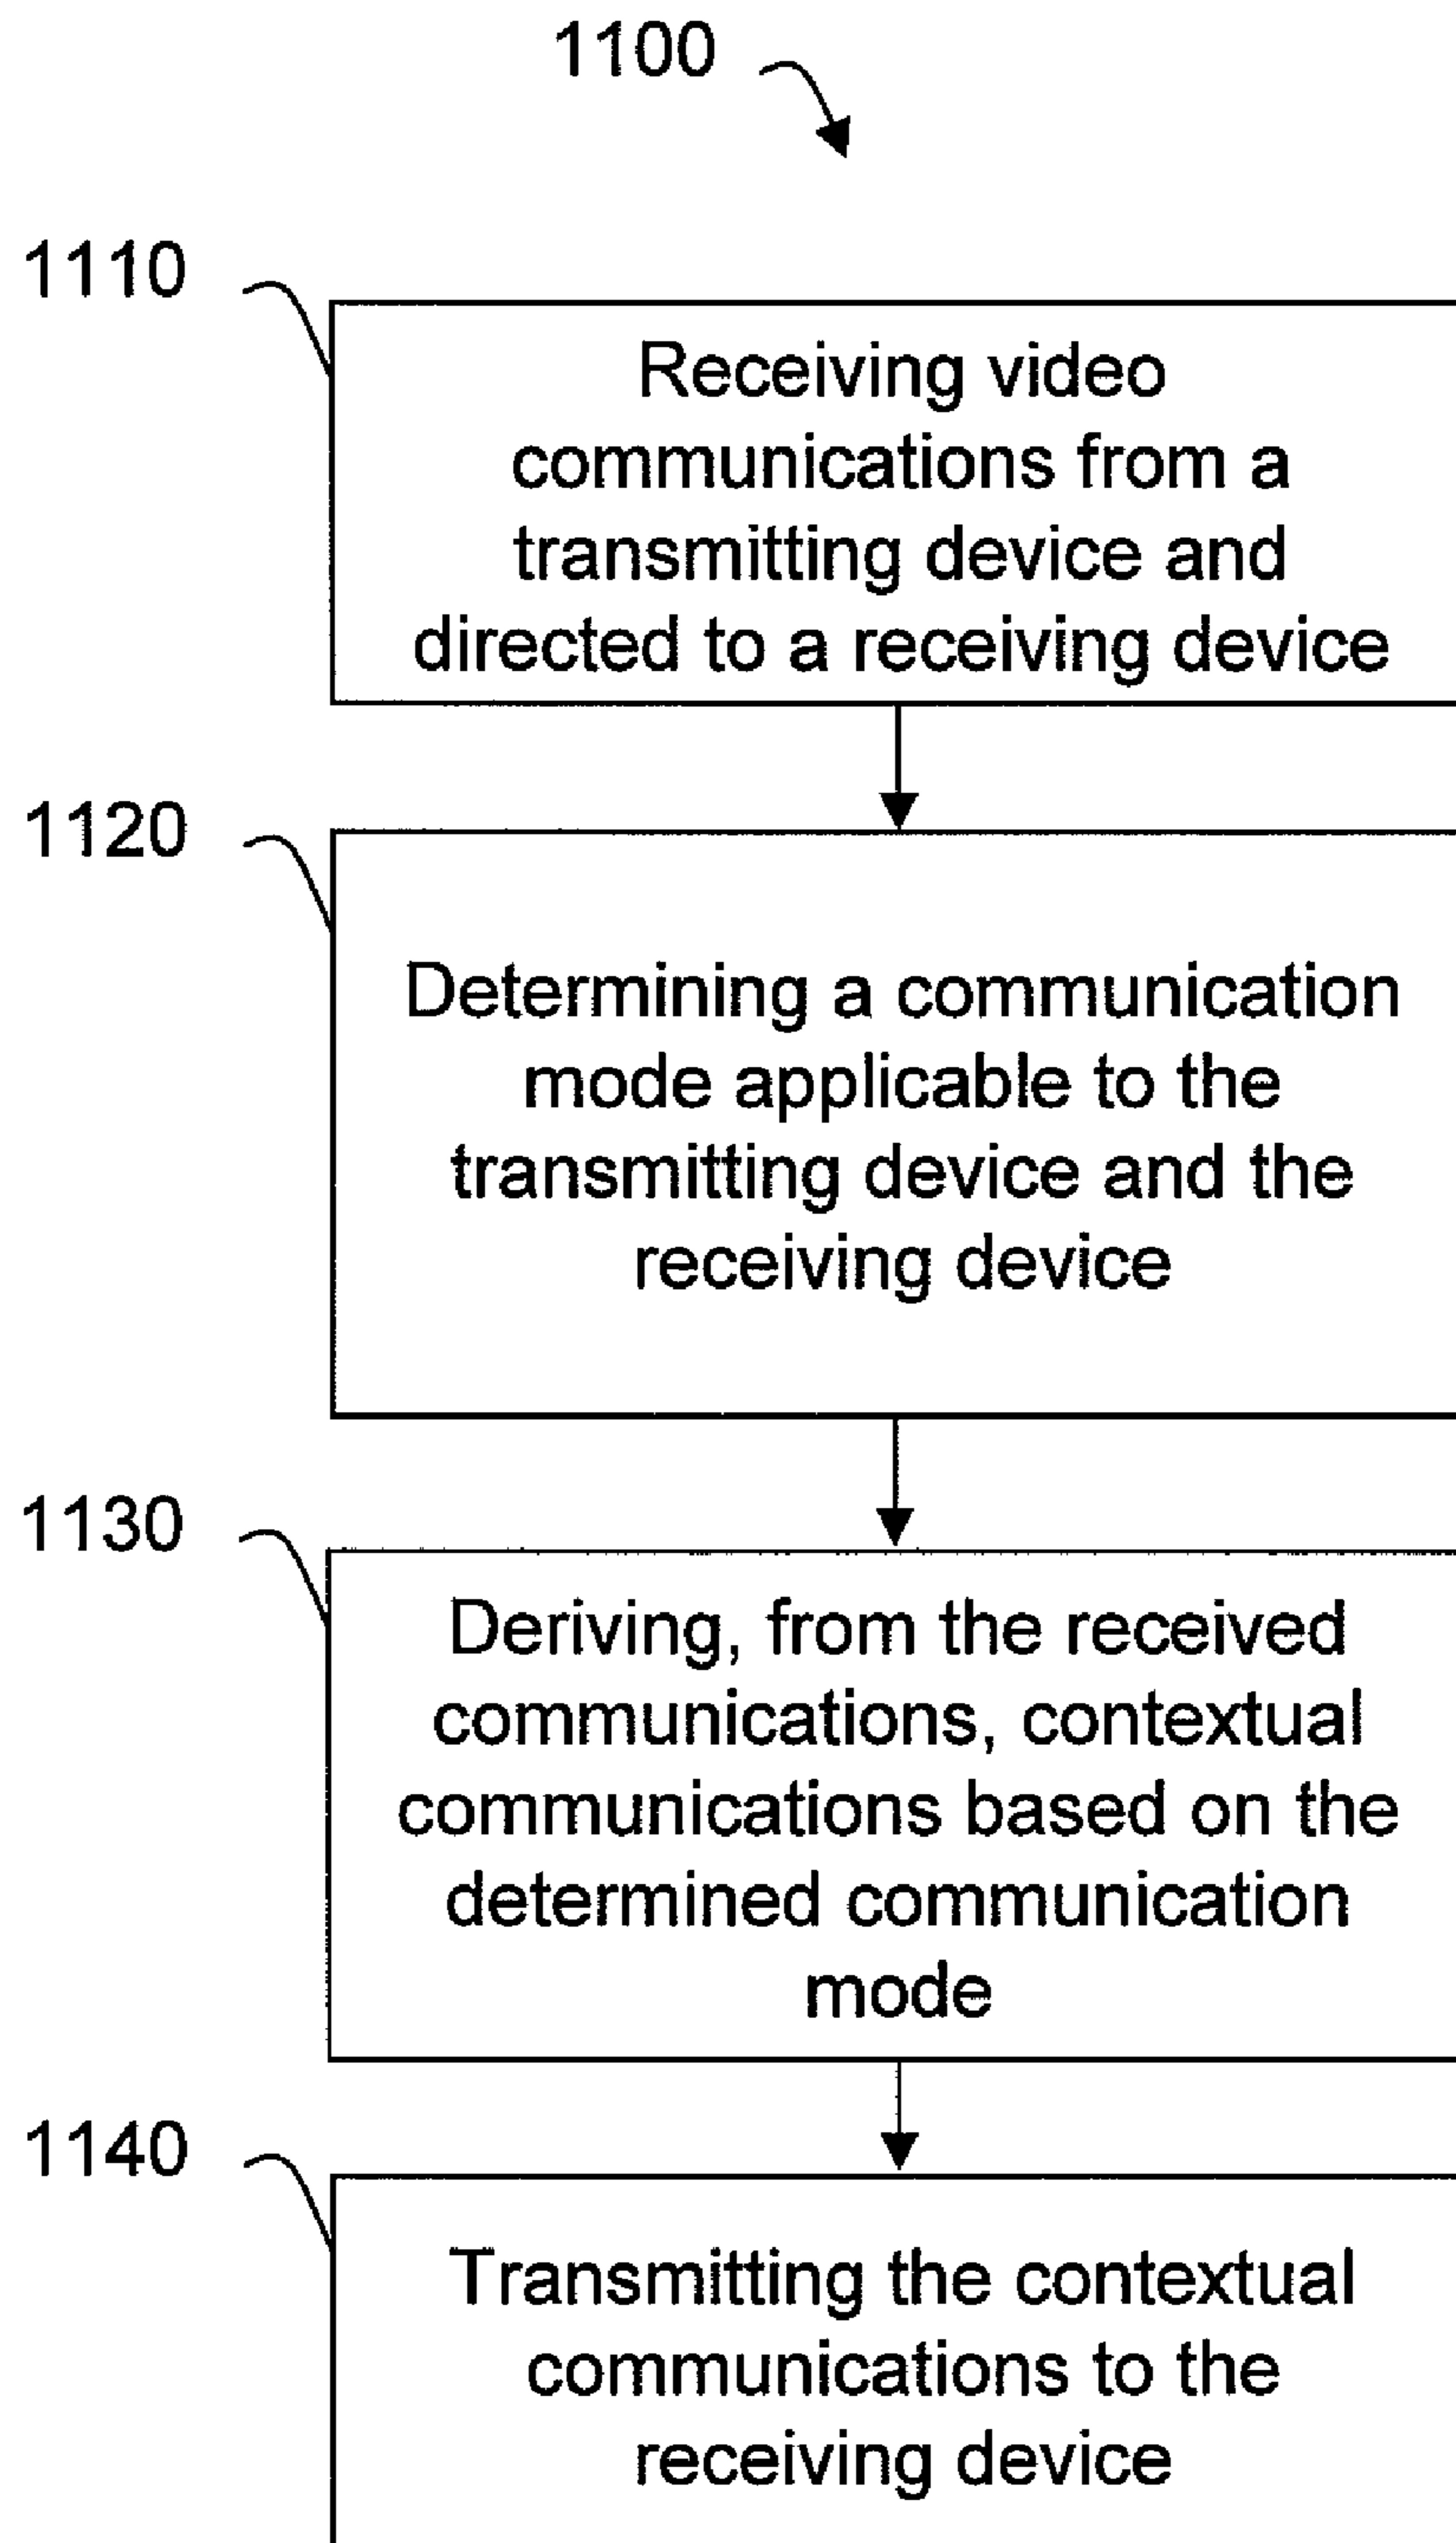 1100
1110
Receiving video
communications from a
transmitting device and
directed to a receiving device
1120
Determining a communication
mode applicable to the
transmitting device and the
receiving device
1130
Deriving, from the received
communications, contextual
communications based on the
determined communication
mode
1140
Transmitting the contextual
communications to the
receiving device